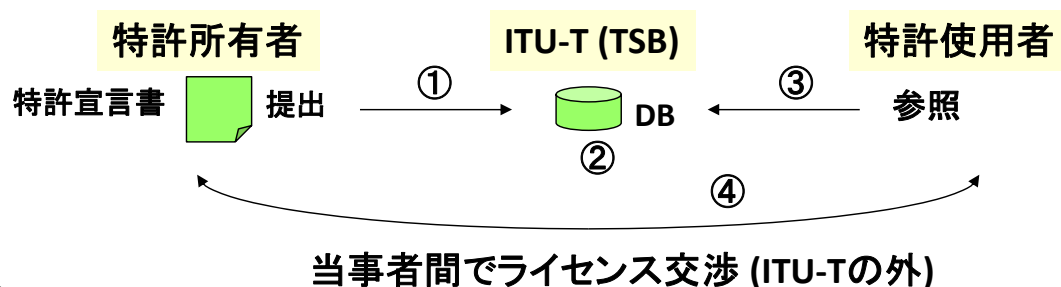 特許所有者 ITU-T (TSB) 特許使用者
特許宣言書 提出 ① DB ③ 参照
②
④
当事者間でライセンス交渉 (ITU-Tの外)